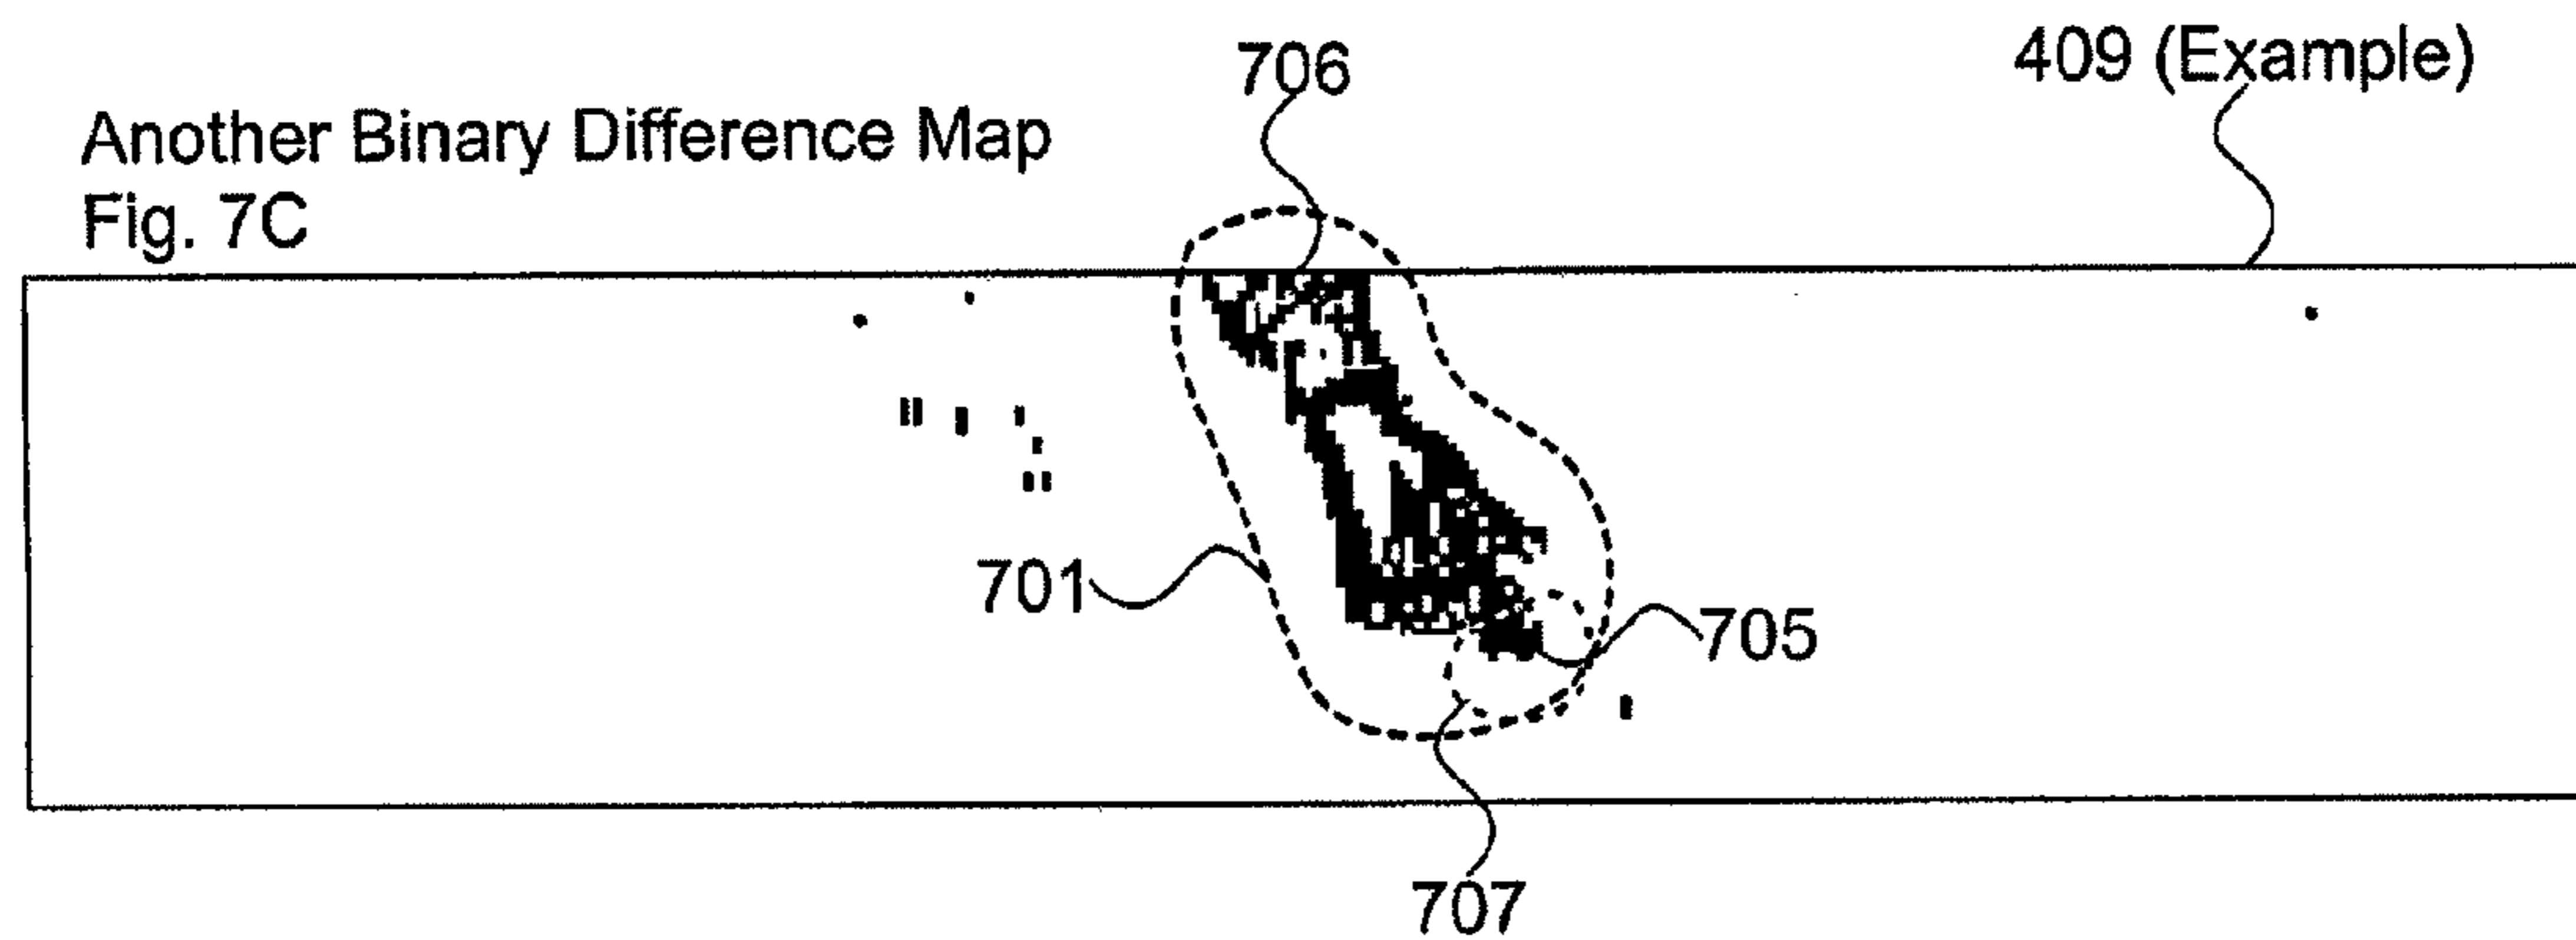 706
409 (Example)
Another Binary Difference Map
Fig. 7C
701
705
707